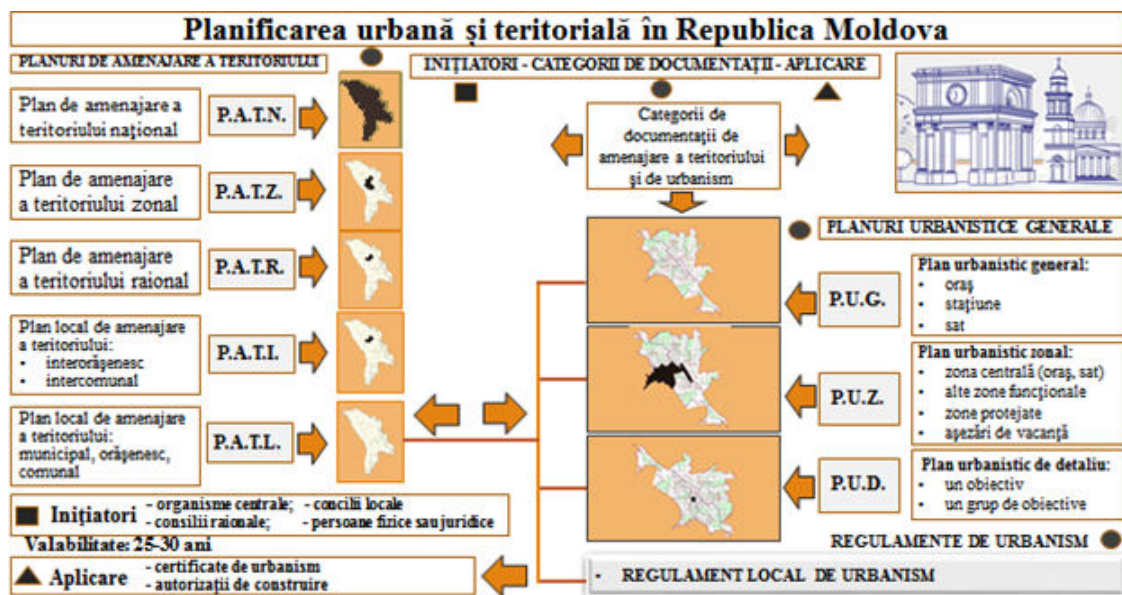 Planificarea urbană și teritorială în Republica Moldova
PLANURI DE AMENAJARE A TERITORIULUI
INIȚIATORI - CATEGORII DE DOCUMENTAȚII - APLICARE
Plan de amenajare a
teritoriului național
P.A.T.N.
Plan de amenajare
a teritoriului zonal
P.A.T.Z.
Plan de amenajare
a teritoriului raional
P.A.T.R.
Plan local de amenajare
a teritoriului:
• interorășenesc
• intercomunal
P.A.T.I.
Plan local de amenajare
a teritoriului:
municipal, orășenesc,
comunal
P.A.T.L.
Categorii de
documentații de
amenajare a teritoriului
și de urbanism
PLANURI URBANISTICE GENERALE
P.U.G.
Plan urbanistic general:
• oraș
• stațiune
• sat
P.U.Z.
Plan urbanistic zonal:
• zona centrală (oraș, sat)
• alte zone funcționale
• zone protejate
• așezări de vacanță
P.U.D.
Plan urbanistic de detaliu:
• un obiectiv
• un grup de obiective
Inițiatori
- organisme centrale; - concilii locale
- consilii raionale; - persoane fizice sau juridice
Valabilitate: 25-30 ani
Aplicare
- certificate de urbanism
- autorizații de construire
REGULAMENTE DE URBANISM
• REGULAMENT LOCAL DE URBANISM